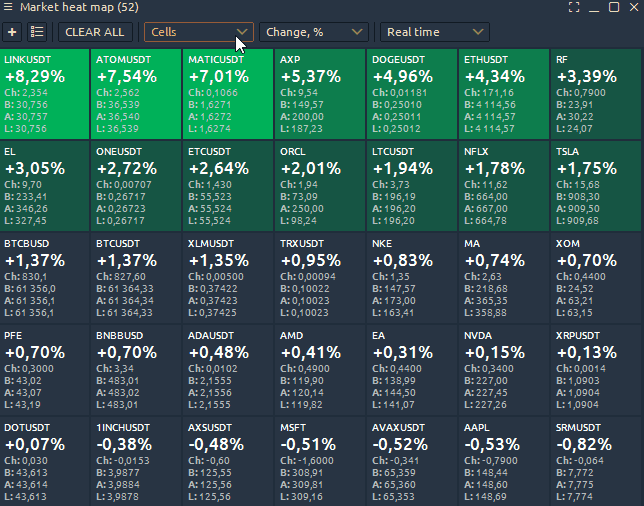 Market heat map (52)
CLEAR ALL Cells Change, % Real time
LINKUSDT ATOMUSDT MATICUSDT AXP DOGEUSDT ETHUSDT RF
+8,29% +7,54% +7,01% +5,37% +4,96% +4,34% +3,39%
Ch: 2,354 Ch: 2,562 Ch: 0,1066 Ch: 9,54 Ch: 0,01181 Ch: 171,16 Ch: 0,7900
B: 30,756 B: 36,539 B: 1,6271 B: 149,57 B: 0,25010 B: 4 114,56 B: 23,91
A: 30,757 A: 36,540 A: 1,6272 A: 200,00 A: 0,25011 A: 4 114,57 A: 30,22
L: 30,756 L: 36,539 L: 1,6274 L: 187,23 L: 0,25012 L: 4 114,57 L: 24,07
EL ONEUSDT ETCUSDT ORCL LTCUSDT NFLX TSLA
+3,05% +2,72% +2,64% +2,01% +1,94% +1,78% +1,75%
Ch: 9,70 Ch: 0,00707 Ch: 1,430 Ch: 1,94 Ch: 3,73 Ch: 11,62 Ch: 15,68
B: 233,41 B: 0,26717 B: 55,523 B: 73,09 B: 196,19 B: 664,00 B: 908,30
A: 346,26 A: 0,26723 A: 55,524 A: 250,00 A: 196,20 A: 667,00 A: 909,50
L: 327,45 L: 0,26717 L: 55,524 L: 98,24 L: 196,20 L: 664,78 L: 909,68
BTCBUSD BTCUSDT XLMUSDT TRXUSDT NKE MA XOM
+1,37% +1,37% +1,35% +0,95% +0,83% +0,74% +0,70%
Ch: 830,1 Ch: 827,60 Ch: 0,00500 Ch: 0,00094 Ch: 1,35 Ch: 2,63 Ch: 0,4400
B: 61 356,0 B: 61 364,33 B: 0,37422 B: 0,10022 B: 147,57 B: 218,68 B: 24,52
A: 61 356,1 A: 61 364,34 A: 0,37423 A: 0,10023 A: 173,00 A: 365,35 A: 63,21
L: 61 356,1 L: 61 364,33 L: 0,37425 L: 0,10023 L: 163,41 L: 358,88 L: 63,15
PFE BNBBUSD ADAUSDT AMD EA NVDA XRPUSDT
+0,70% +0,70% +0,48% +0,41% +0,31% +0,15% +0,13%
Ch: 0,3000 Ch: 3,34 Ch: 0,0102 Ch: 0,4900 Ch: 0,4400 Ch: 0,3400 Ch: 0,0014
B: 43,02 B: 483,01 B: 2,1555 B: 119,90 B: 138,99 B: 227,00 B: 1,0903
A: 43,07 A: 483,02 A: 2,1556 A: 120,14 A: 144,50 A: 227,45 A: 1,0904
L: 43,19 L: 483,01 L: 2,1555 L: 119,82 L: 141,07 L: 227,26 L: 1,0904
DOTUSDT 1INCHUSDT AXSUSDT MSFT AVAXUSDT AAPL SRMUSDT
+0,07% -0,38% -0,48% -0,51% -0,52% -0,53% -0,82%
Ch: 0,030 Ch: -0,0153 Ch: -0,60 Ch: -1,6000 Ch: -0,341 Ch: -0,7900 Ch: -0,064
B: 43,613 B: 3,9877 B: 125,55 B: 308,91 B: 65,359 B: 148,44 B: 7,772
A: 43,614 A: 3,9884 A: 125,56 A: 309,81 A: 65,360 A: 148,60 A: 7,775
L: 43,613 L: 3,9878 L: 125,56 L: 309,16 L: 65,353 L: 148,69 L: 7,774